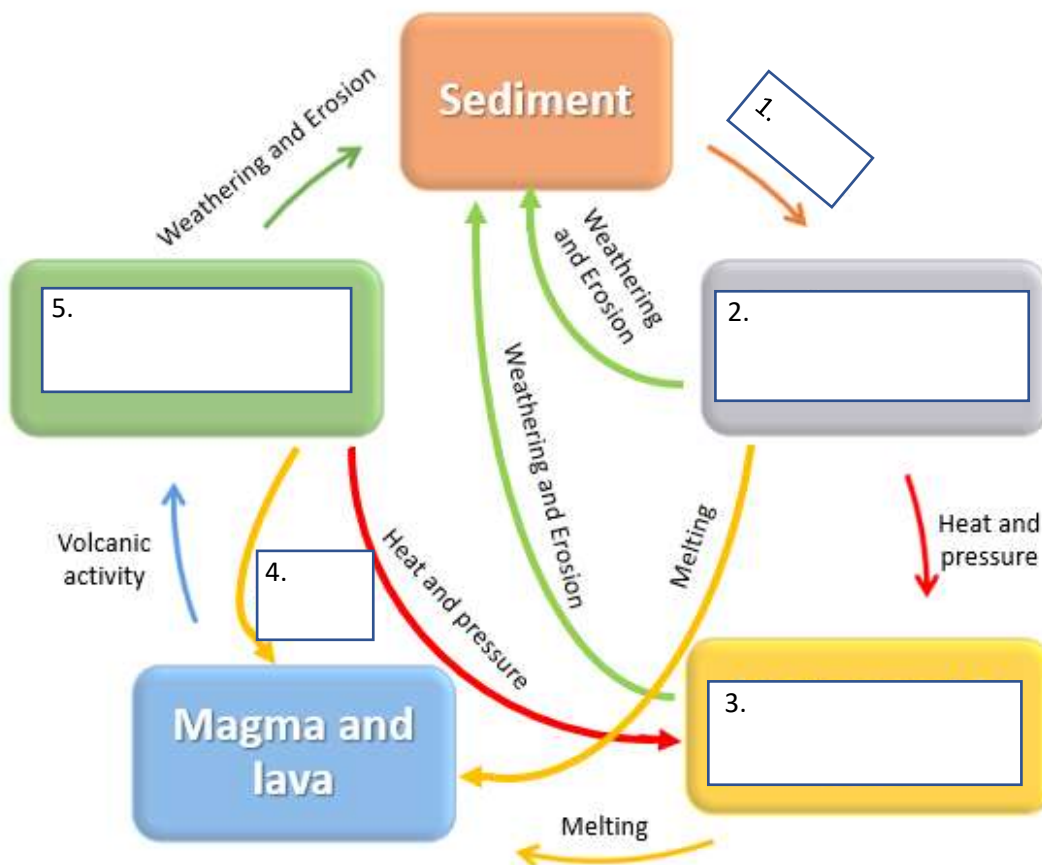 Sediment
1.
Weathering and Erosion
Weathering
and Erosion
5.
2.
Weathering and Erosion
Volcanic
activity
4.
Heat and pressure
Melting
Heat and
pressure
3.
Magma and
lava
Melting